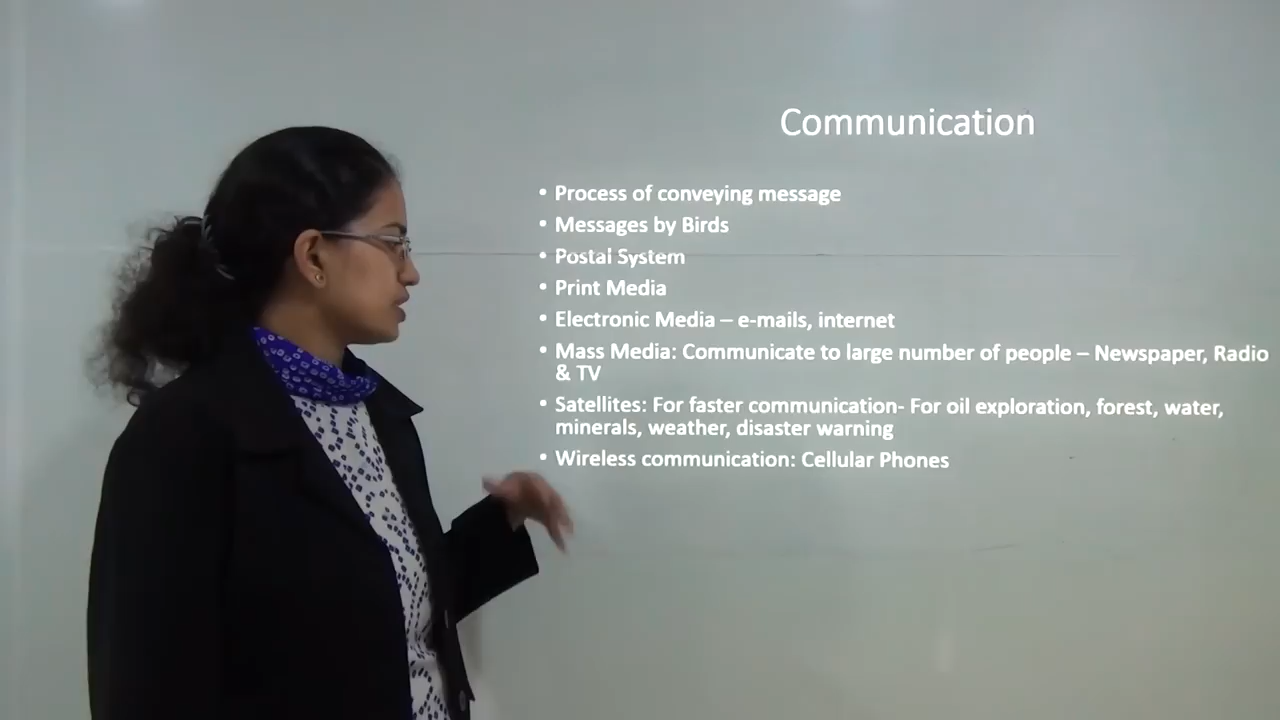 Communication
• Process of conveying message
• Messages by Birds
• Postal System
• Print Media
• Electronic Media – e-mails, internet
• Mass Media: Communicate to large number of people – Newspaper, Radio
& TV
• Satellites: For faster communication- For oil exploration, forest, water,
minerals, weather, disaster warning
• Wireless communication: Cellular Phones